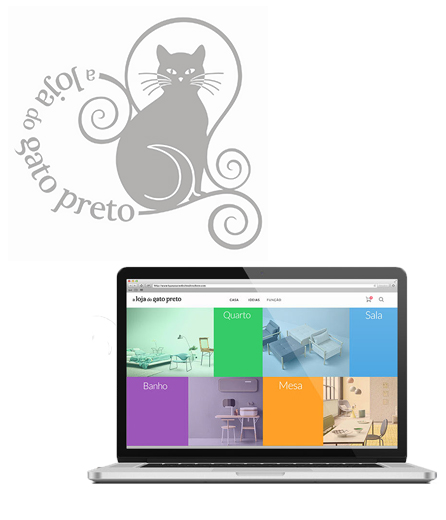 a loja do gato preto
a loja do gato preto
CASA IDEIAS FUNÇÃO
Quarto
Sala
Banho
Mesa